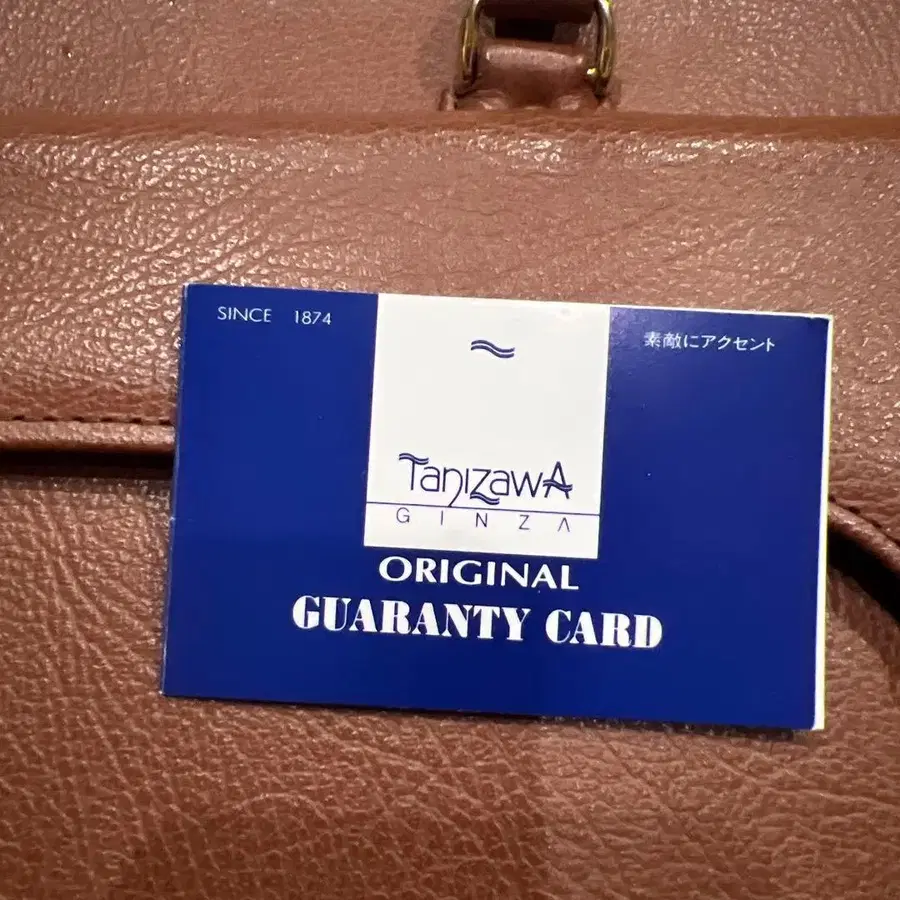 SINCE 1874
素敵にアクセント
TanizawA
GINZA
ORIGINAL
GUARANTY CARD